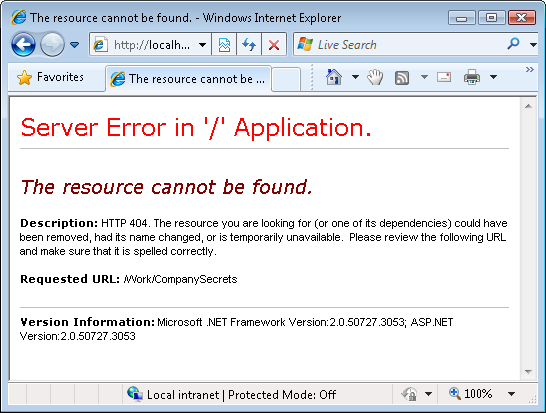 The resource cannot be found. - Windows Internet Explorer
http://localh...
Live Search
Favorites
The resource cannot be ...
Server Error in '/' Application.
The resource cannot be found.
Description: HTTP 404. The resource you are looking for (or one of its dependencies) could have
been removed, had its name changed, or is temporarily unavailable.  Please review the following URL
and make sure that it is spelled correctly.
Requested URL: /Work/CompanySecrets
Version Information: Microsoft .NET Framework Version:2.0.50727.3053; ASP.NET
Version:2.0.50727.3053
Local intranet | Protected Mode: Off
100%